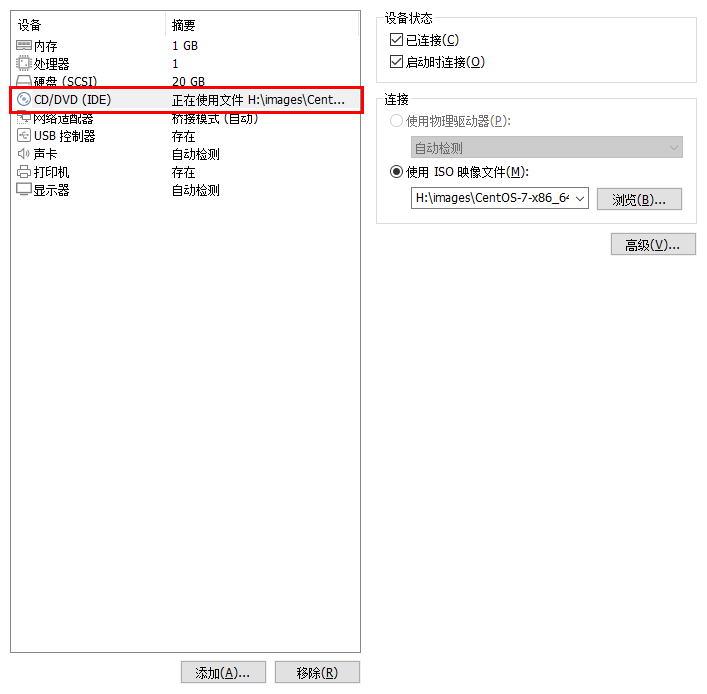 设备 摘要
内存 1 GB
处理器 1
硬盘 (SCSI) 20 GB
CD/DVD (IDE) 正在使用文件 H:\images\Cent...
网络适配器 桥接模式 (自动)
USB 控制器 存在
声卡 自动检测
打印机 存在
显示器 自动检测
添加(A)... 移除(R)
设备状态
已连接(C)
启动时连接(O)
连接
使用物理驱动器(P):
自动检测
使用 ISO 映像文件(M):
H:\images\CentOS-7-x86_64 浏览(B)...
高级(V)...